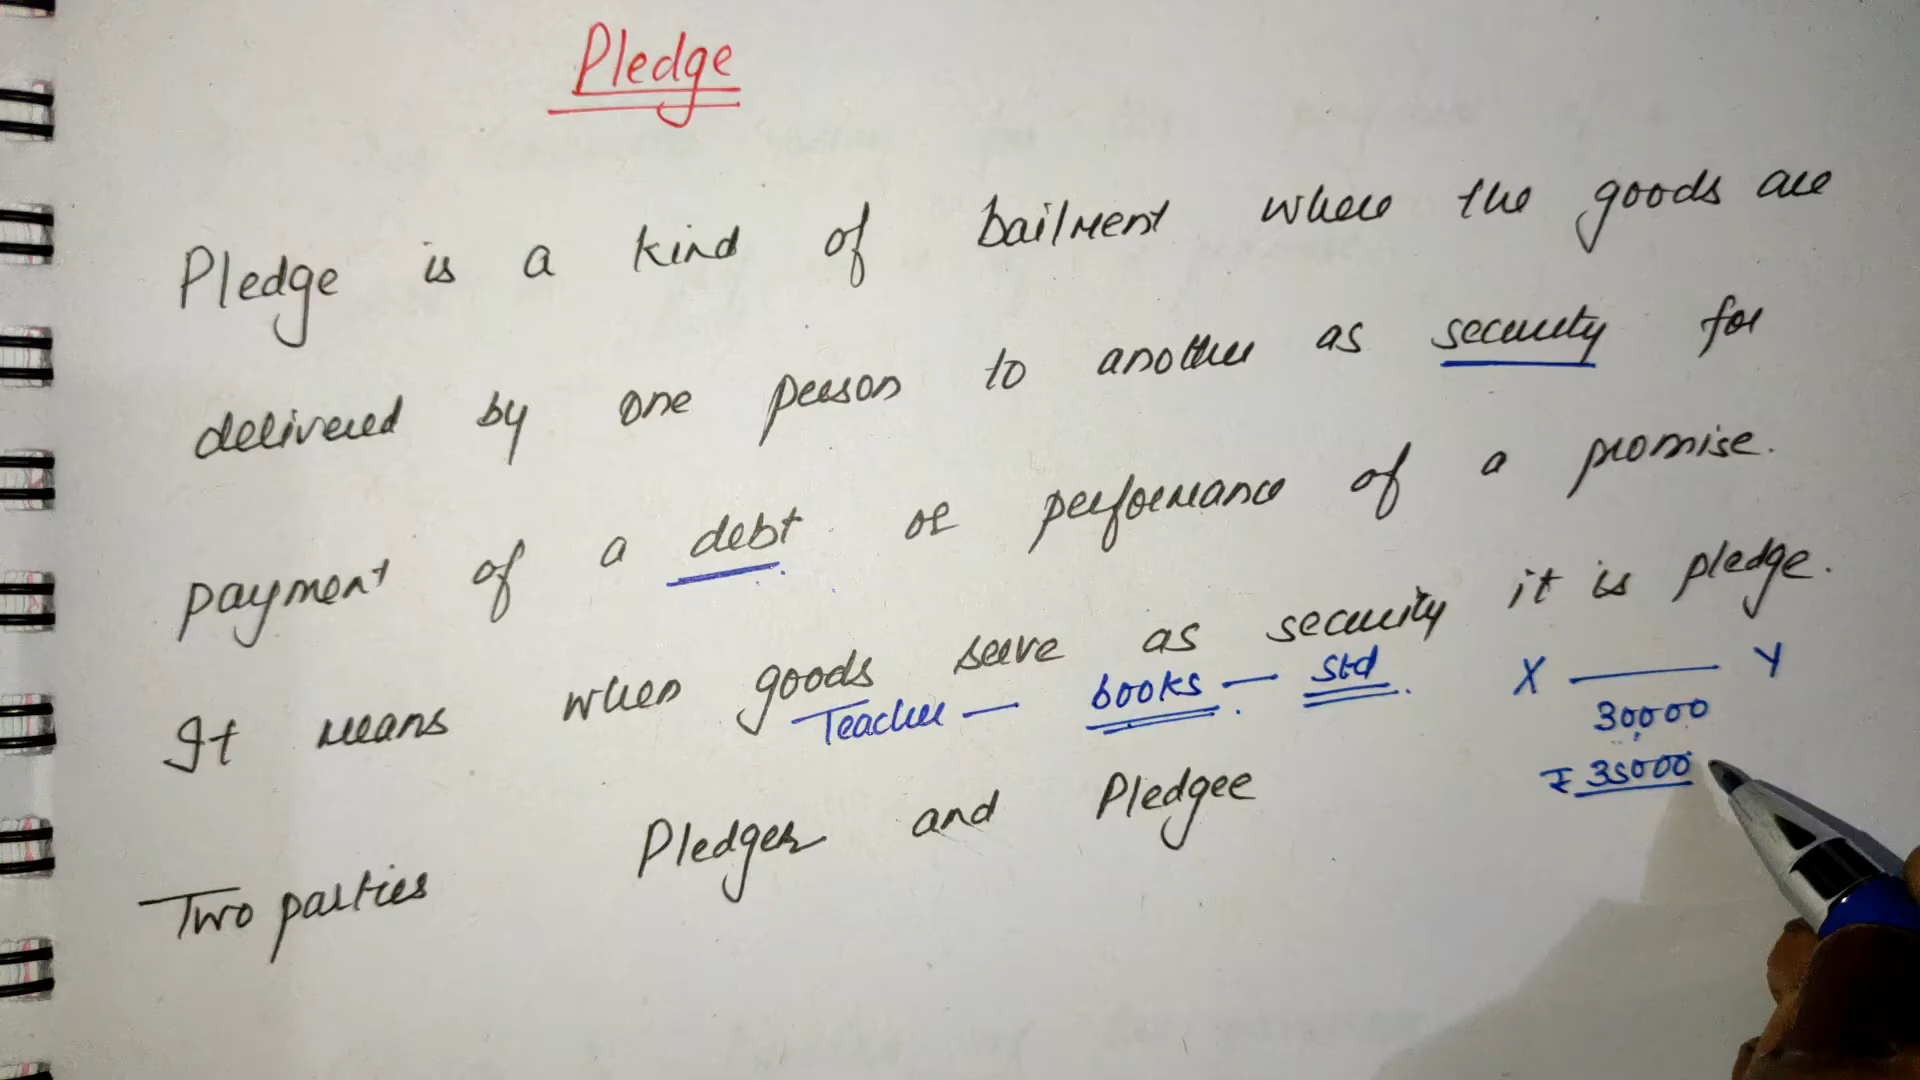 Pledge
Pledge is a kind of bailment where the goods are
delivered by one person to another as security for
payment of a debt or performance of a promise.
It means when goods serve as security it is pledge.
Teacher — books — Std
X — Y
30000
₹ 35000
Two parties Pledger and Pledgee